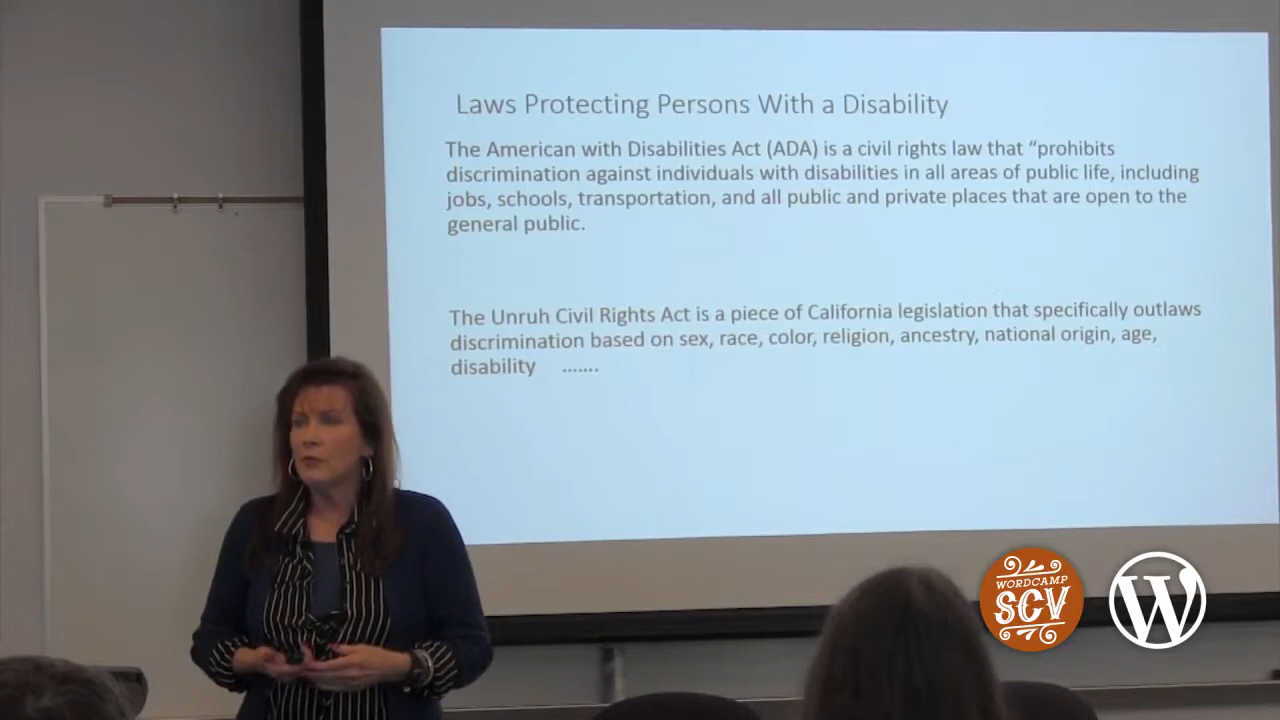 Laws Protecting Persons With a Disability
The American with Disabilities Act (ADA) is a civil rights law that “prohibits
discrimination against individuals with disabilities in all areas of public life, including
jobs, schools, transportation, and all public and private places that are open to the
general public.
The Unruh Civil Rights Act is a piece of California legislation that specifically outlaws
discrimination based on sex, race, color, religion, ancestry, national origin, age,
disability .......
WORDCAMP
SCV
W